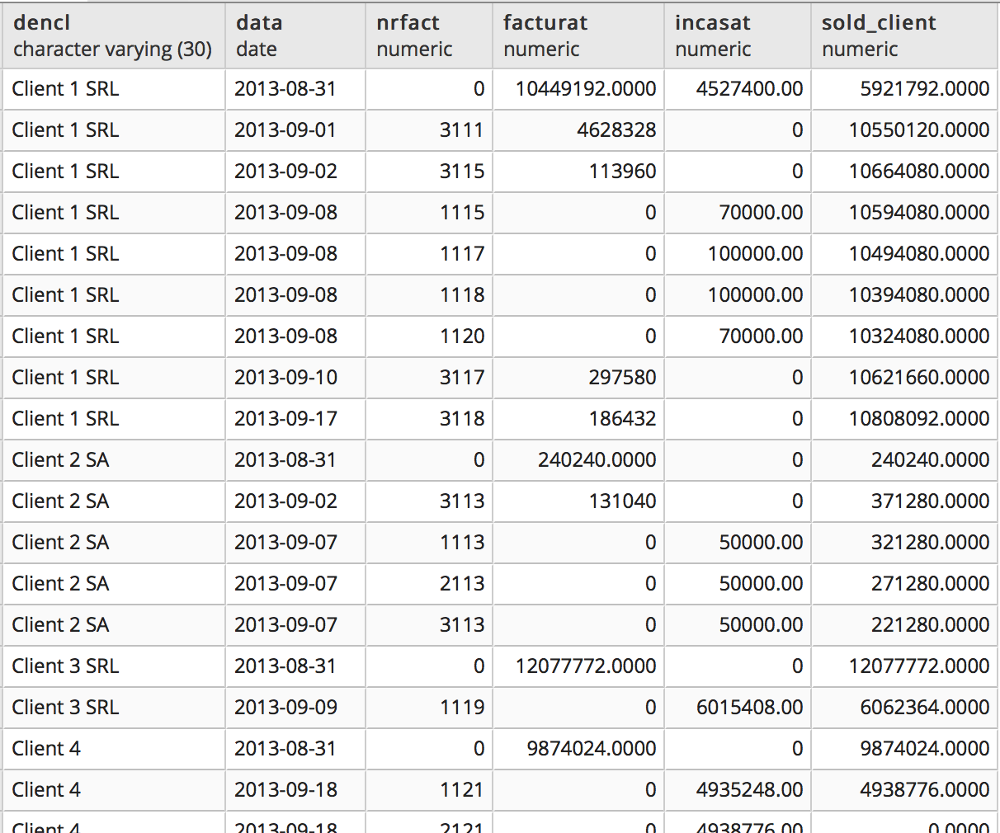 dencl data nrfact facturat incasat sold_client
character varying (30) date numeric numeric numeric numeric
Client 1 SRL 2013-08-31 0 10449192.0000 4527400.00 5921792.0000
Client 1 SRL 2013-09-01 3111 4628328 0 10550120.0000
Client 1 SRL 2013-09-02 3115 113960 0 10664080.0000
Client 1 SRL 2013-09-08 1115 0 70000.00 10594080.0000
Client 1 SRL 2013-09-08 1117 0 100000.00 10494080.0000
Client 1 SRL 2013-09-08 1118 0 100000.00 10394080.0000
Client 1 SRL 2013-09-08 1120 0 70000.00 10324080.0000
Client 1 SRL 2013-09-10 3117 297580 0 10621660.0000
Client 1 SRL 2013-09-17 3118 186432 0 10808092.0000
Client 2 SA 2013-08-31 0 240240.0000 0 240240.0000
Client 2 SA 2013-09-02 3113 131040 0 371280.0000
Client 2 SA 2013-09-07 1113 0 50000.00 321280.0000
Client 2 SA 2013-09-07 2113 0 50000.00 271280.0000
Client 2 SA 2013-09-07 3113 0 50000.00 221280.0000
Client 3 SRL 2013-08-31 0 12077772.0000 0 12077772.0000
Client 3 SRL 2013-09-09 1119 0 6015408.00 6062364.0000
Client 4 2013-08-31 0 9874024.0000 0 9874024.0000
Client 4 2013-09-18 1121 0 4935248.00 4938776.0000
Client 4 2013-09-18 2121 0 4938776.00 0.0000